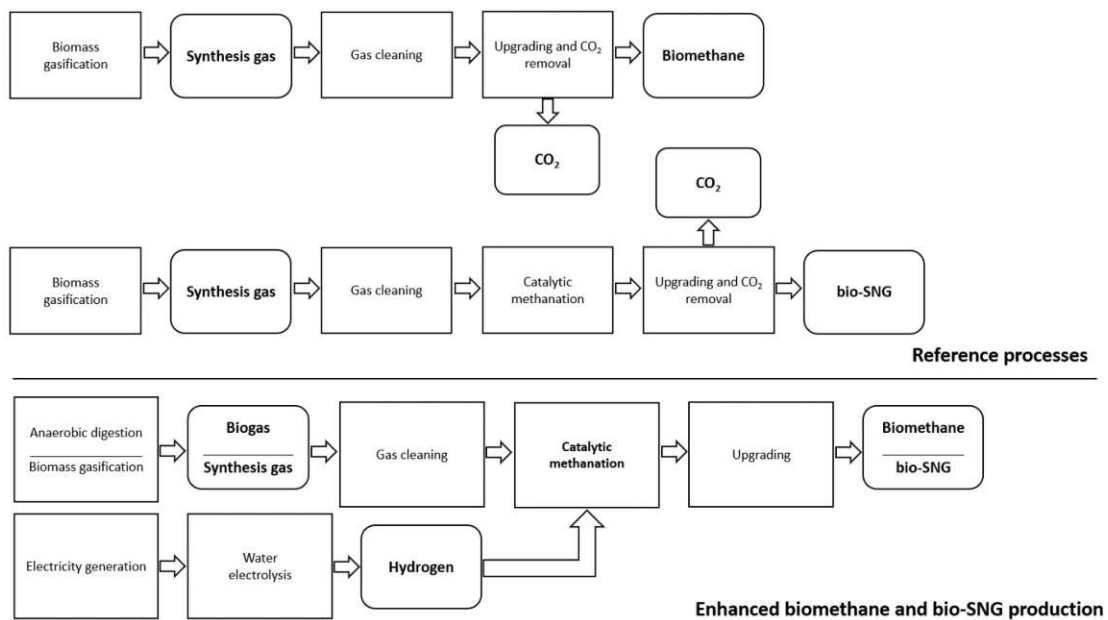 Biomass
gasification
Synthesis gas
Gas cleaning
Upgrading and CO₂
removal
Biomethane
CO₂
CO₂
Biomass
gasification
Synthesis gas
Gas cleaning
Catalytic
methanation
Upgrading and CO₂
removal
bio-SNG
Reference processes
Anaerobic digestion
Biomass gasification
Biogas
Synthesis gas
Gas cleaning
Catalytic
methanation
Upgrading
Biomethane
bio-SNG
Electricity generation
Water
electrolysis
Hydrogen
Enhanced biomethane and bio-SNG production